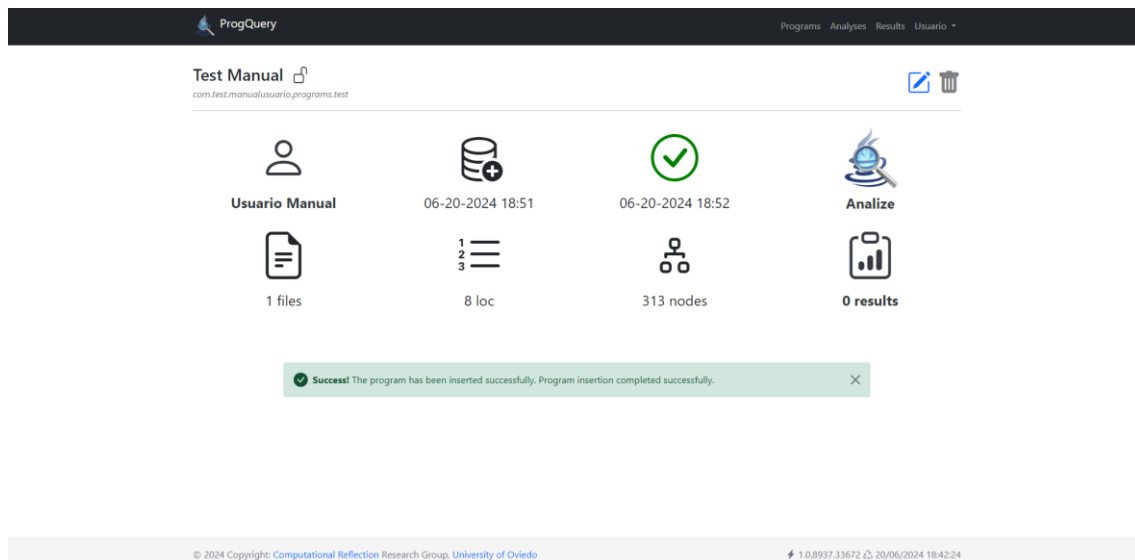 ProgQuery
Programs Analyses Results Usuario
Test Manual
com.test.manualusuario.programs.test
Usuario Manual 06-20-2024 18:51 06-20-2024 18:52 Analize
1
2
3
1 files 8 loc 313 nodes 0 results
Success! The program has been inserted successfully. Program insertion completed successfully.
© 2024 Copyright: Computational Reflection Research Group, University of Oviedo
1.0.8937.33672 20/06/2024 18:42:24